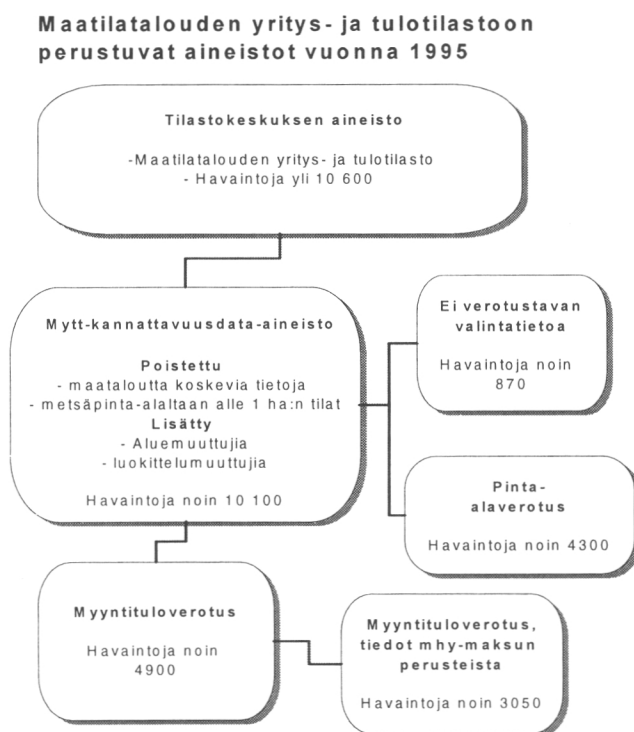 Maatilatalouden yritys- ja tulotilastoon
perustuvat aineistot vuonna 1995
Tilastokeskuksen aineisto
-Maatilatalouden yritys- ja tulotilasto
- Havaintoja yli 10 600
Mytt-kannattavuusdata-aineisto
Poistettu
- maataloutta koskevia tietoja
- metsäpinta-alaltaan alle 1 ha:n tilat
Lisätty
- Aluemuuttujia
- luokittelumuuttujia
Havaintoja noin 10 100
Ei verotustavan
valintatietoa
Havaintoja noin
870
Pinta-
alaverotus
Havaintoja noin 4300
Myyntituloverotus
Havaintoja noin
4900
Myyntituloverotus,
tiedot mhy-maksun
perusteista
Havaintoja noin 3050